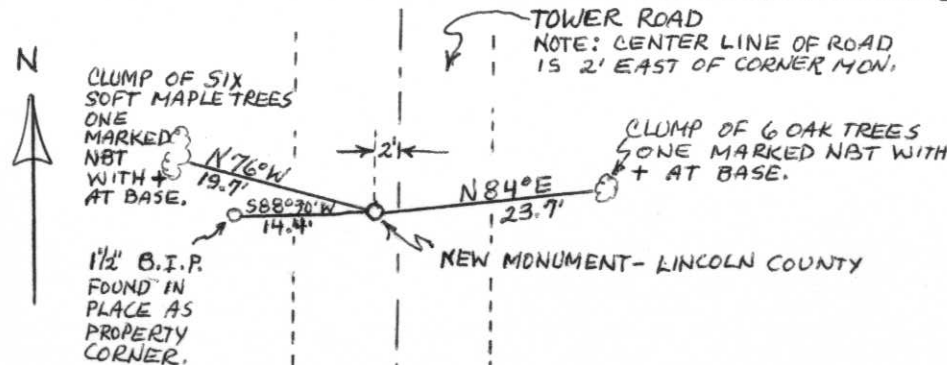 TOWER ROAD
NOTE: CENTER LINE OF ROAD
IS 2' EAST OF CORNER MON.
N
CLUMP OF SIX
SOFT MAPLE TREES
ONE
MARKED
NBT
WITH +
AT BASE.
N 76° W
19.7'
2'
CLUMP OF 6 OAK TREES
ONE MARKED NBT WITH
+ AT BASE.
N 84° E
23.7'
S88°30'W
14.4'
1½" B.I.P.
FOUND IN
PLACE AS
PROPERTY
CORNER.
NEW MONUMENT - LINCOLN COUNTY